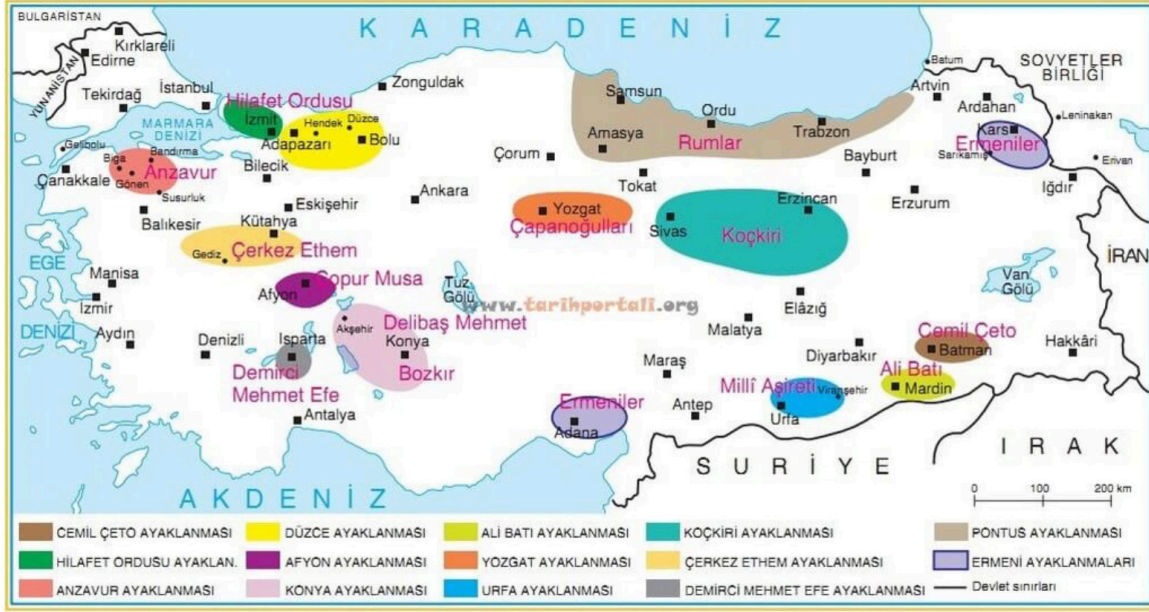 KARADENİZ
BULGARİSTAN
Kırklareli
Edirne
YUNANİSTAN
Tekirdağ
İstanbul
MARMARA
DENİZİ
Hilafet Ordusu
İzmit
Adapazarı
Hendek
Düzce
Bolu
Zonguldak
Gelibolu
Biga
Bandırma
Gönen
Anzavur
Çanakkale
Susurluk
Balıkesir
Bilecik
Eskişehir
Kütahya
Ankara
Çorum
Samsun
Amasya
Ordu
Rumlar
Trabzon
Tokat
Batum
Artvin
SOVYETLER
BİRLİĞİ
Ardahan
Leninakan
Kars
Ermeniler
Sarıkamış
Erivan
Iğdır
Bayburt
Erzurum
Erzincan
Yozgat
Çapanoğulları
Sivas
Koçkiri
Gediz
Çerkez Ethem
EGE
DENİZİ
Manisa
İzmir
Aydın
Denizli
Afyon
Çopur Musa
Tuz
Gölü
www.tarihportali.org
Akşehir
Delibaş Mehmet
Konya
Bozkır
Isparta
Demirci
Mehmet Efe
Antalya
Elâzığ
Malatya
Maraş
Diyarbakır
Van
Gölü
İRAN
Hakkâri
Cemil Çeto
Batman
Ali Batı
Mardin
Millî Aşireti
Viranşehir
Urfa
Antep
Ermeniler
Adana
SURİYE
IRAK
AKDENİZ
0 100 200 km
CEMİL ÇETO AYAKLANMASI
DÜZCE AYAKLANMASI
ALİ BATI AYAKLANMASI
KOÇKİRİ AYAKLANMASI
PONTUS AYAKLANMASI
HİLAFET ORDUSU AYAKLAN.
AFYON AYAKLANMASI
YOZGAT AYAKLANMASI
ÇERKEZ ETHEM AYAKLANMASI
ERMENİ AYAKLANMALARI
ANZAVUR AYAKLANMASI
KONYA AYAKLANMASI
URFA AYAKLANMASI
DEMİRCİ MEHMET EFE AYAKLANMASI
Devlet sınırları